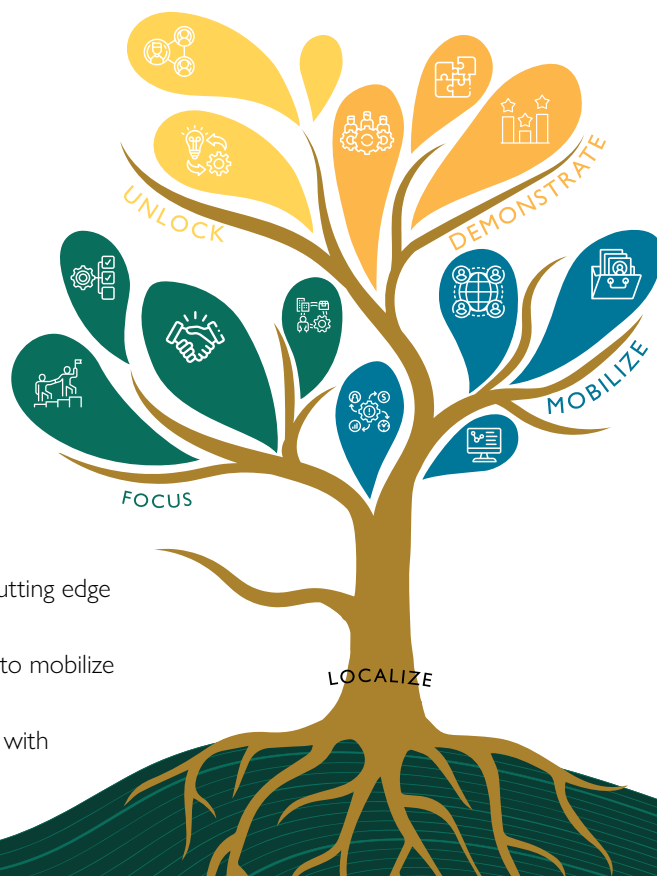 UNLOCK
DEMONSTRATE
MOBILIZE
FOCUS
utting edge
to mobilize
with
LOCALIZE